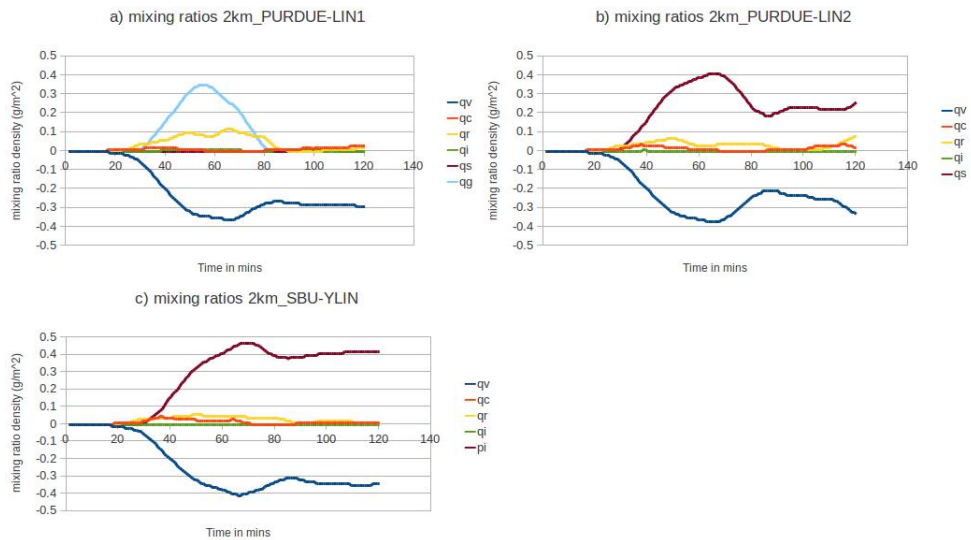 a) mixing ratios 2km_PURDUE-LIN1
mixing ratio density (g/m^2)
0.5
0.4
0.3
0.2
0.1
0
-0.1
-0.2
-0.3
-0.4
-0.5
0 20 40 60 80 100 120 140
Time in mins
qv
qc
qr
qi
qs
qg
b) mixing ratios 2km_PURDUE-LIN2
mixing ratio density (g/m^2)
0.5
0.4
0.3
0.2
0.1
0
-0.1
-0.2
-0.3
-0.4
-0.5
0 20 40 60 80 100 120 140
Time in mins
qv
qc
qr
qi
qs
c) mixing ratios 2km_SBU-YLIN
mixing ratio density (g/m^2)
0.5
0.4
0.3
0.2
0.1
0
-0.1
-0.2
-0.3
-0.4
-0.5
0 20 40 60 80 100 120 140
Time in mins
qv
qc
qr
qi
pi